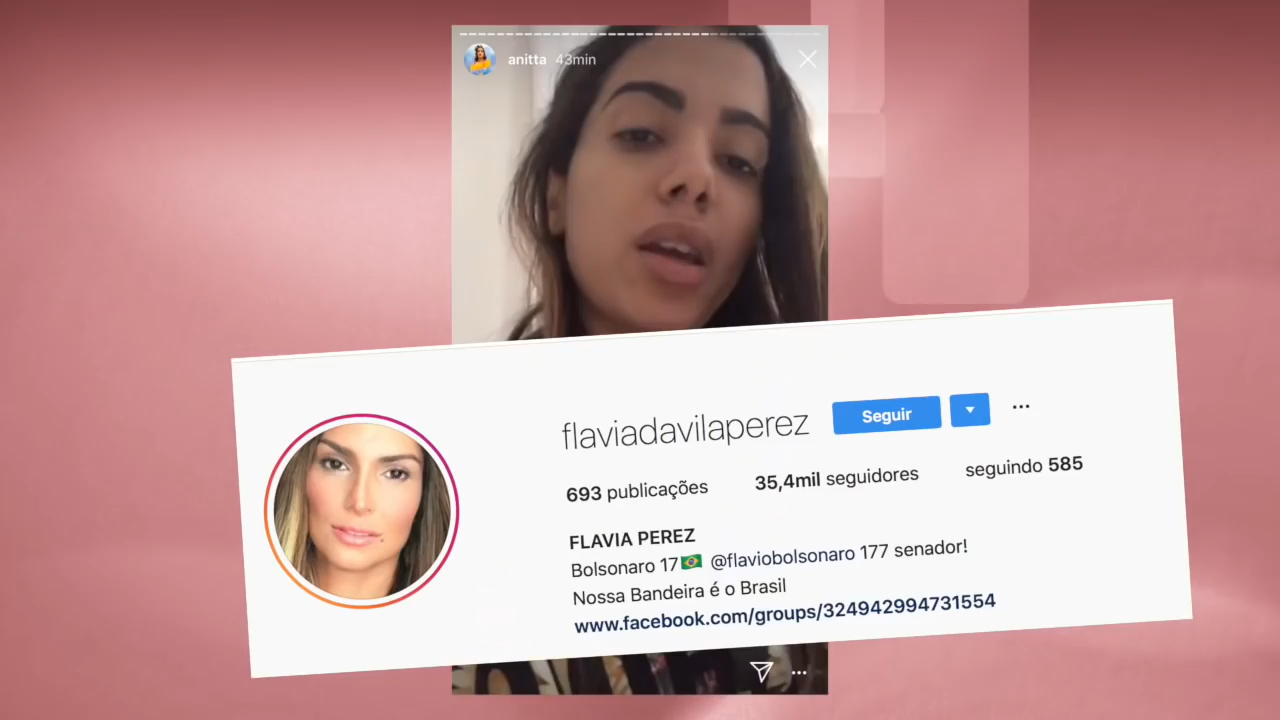 anitta 43min
flaviadavilaperez Seguir
693 publicações 35,4mil seguidores seguindo 585
FLAVIA PEREZ
Bolsonaro 17🇧🇷 @flaviobolsonaro 177 senador!
Nossa Bandeira é o Brasil
www.facebook.com/groups/324942994731554